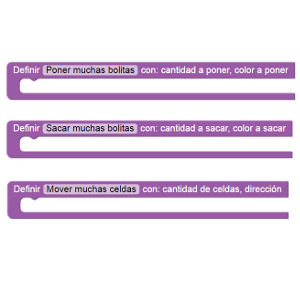 Definir Poner muchas bolitas con: cantidad a poner, color a poner
Definir Sacar muchas bolitas con: cantidad a sacar, color a sacar
Definir Mover muchas celdas con: cantidad de celdas, dirección